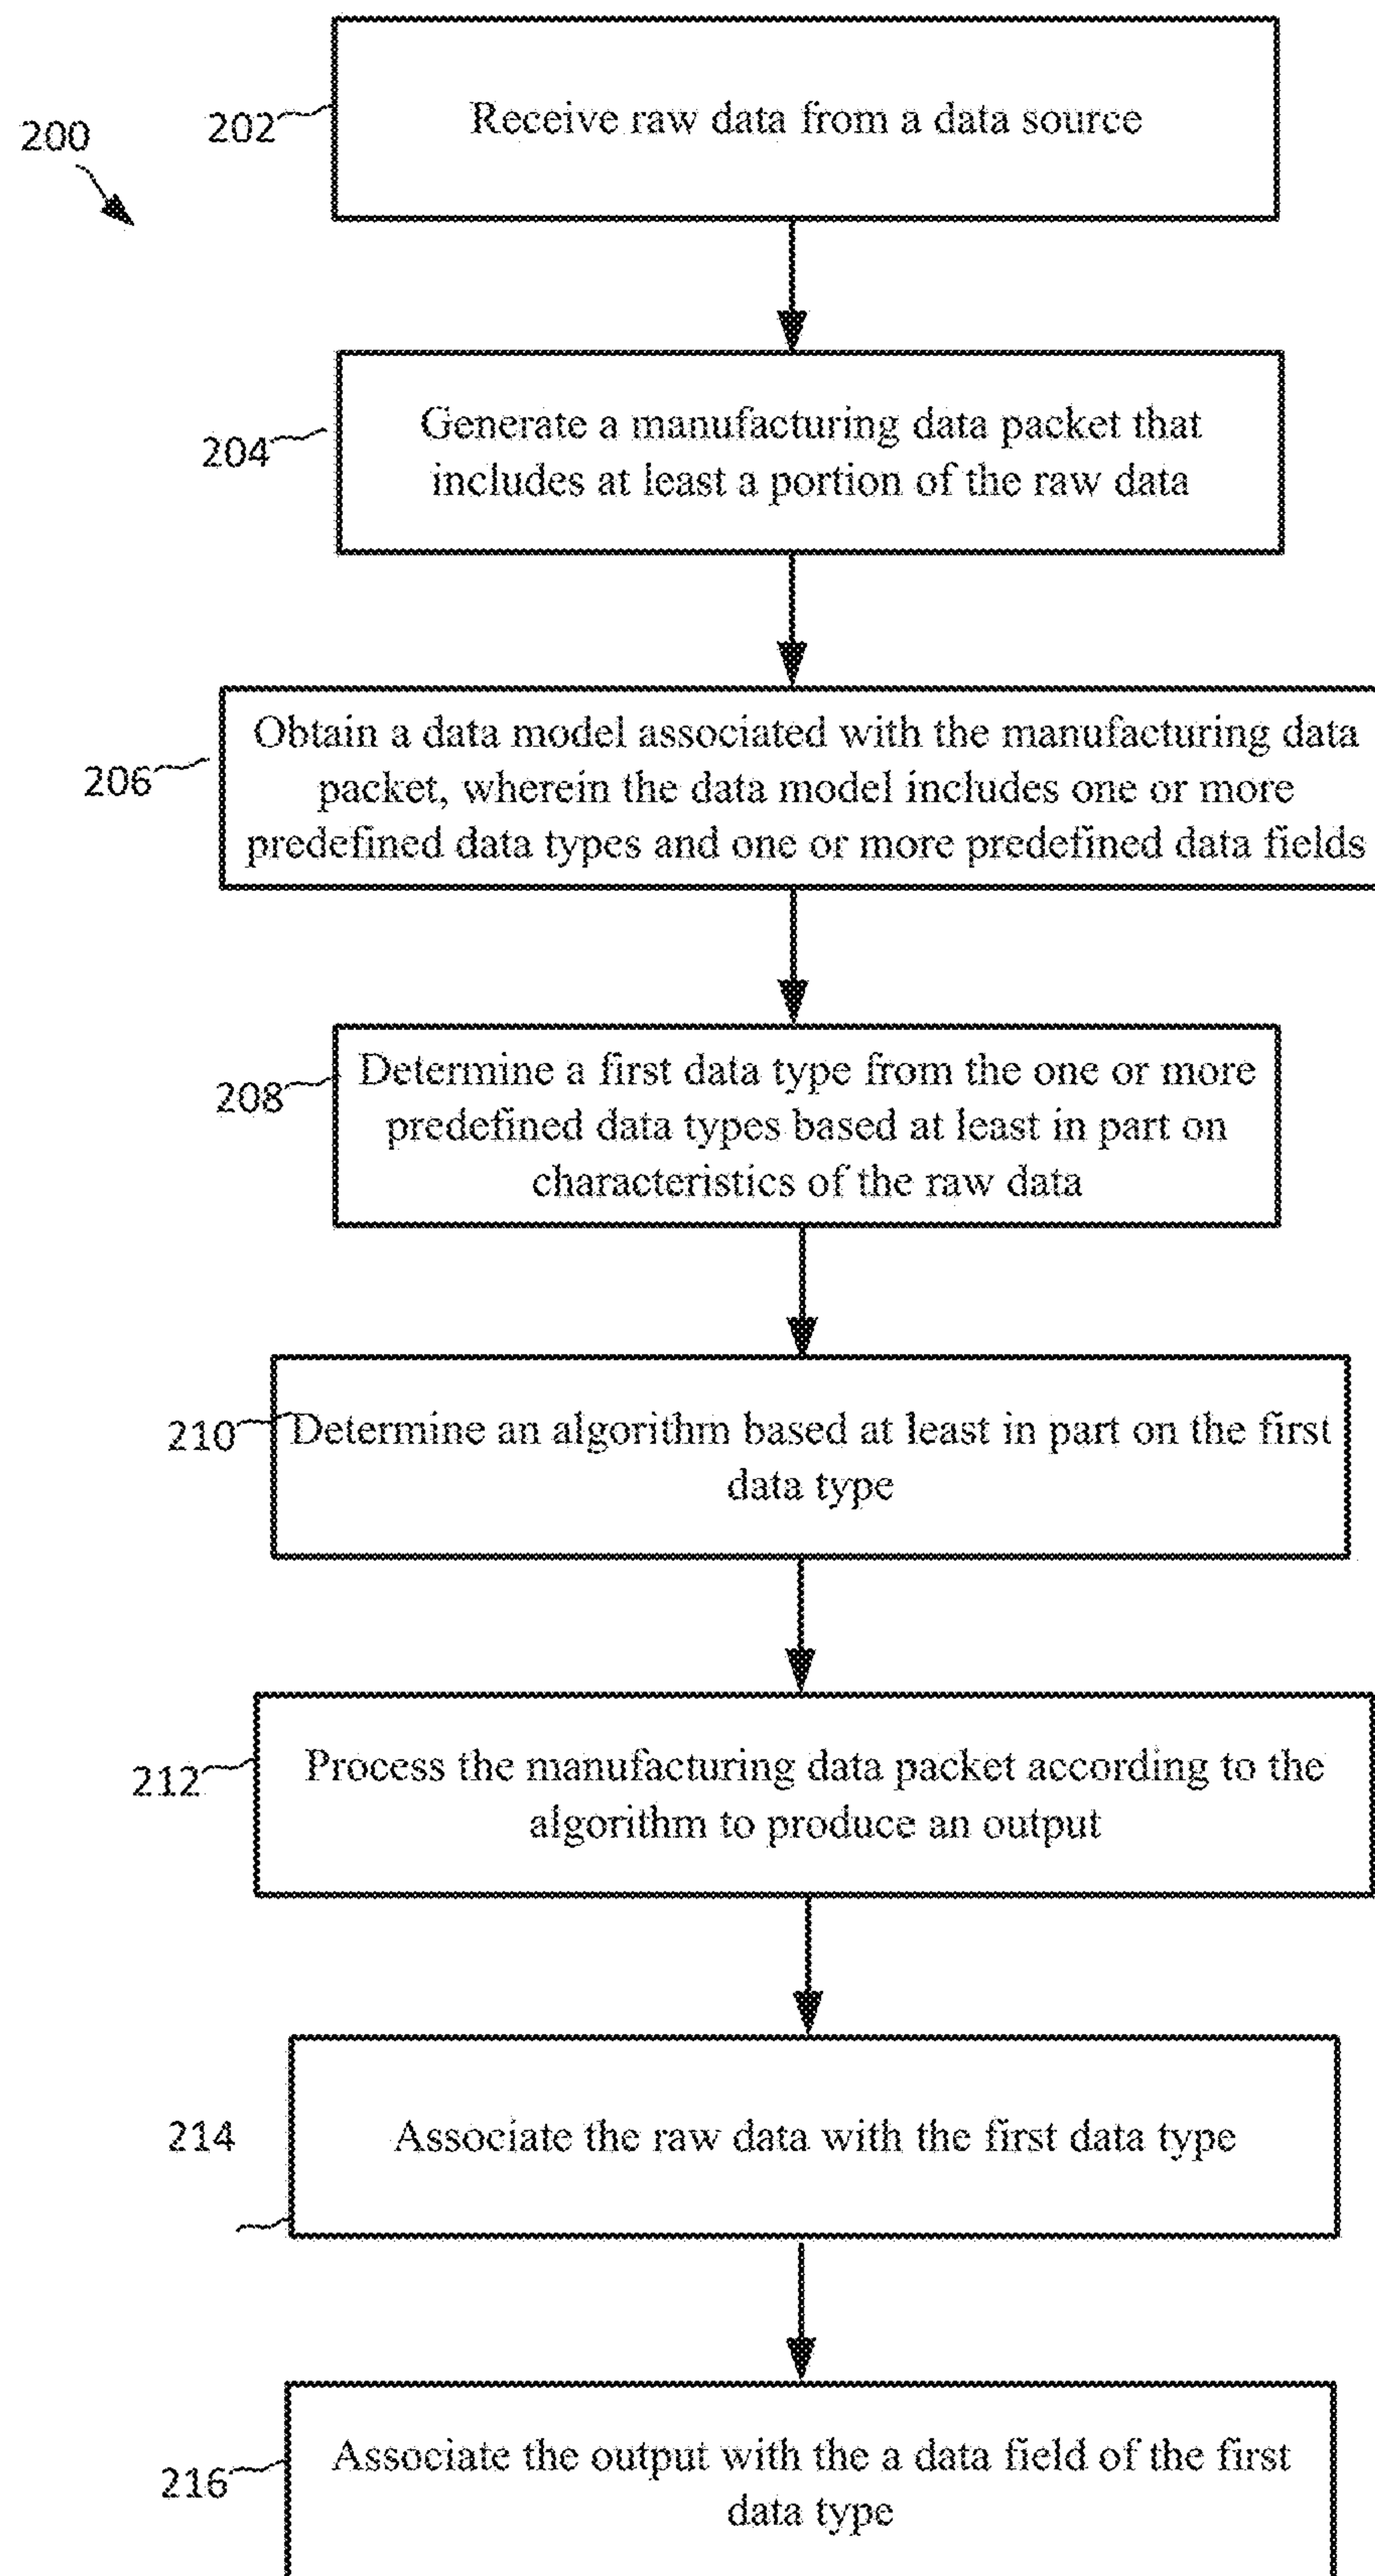 200
202
Receive raw data from a data source
204
Generate a manufacturing data packet that
includes at least a portion of the raw data
206
Obtain a data model associated with the manufacturing data
packet, wherein the data model includes one or more
predefined data types and one or more predefined data fields
208
Determine a first data type from the one or more
predefined data types based at least in part on
characteristics of the raw data
210
Determine an algorithm based at least in part on the first
data type
212
Process the manufacturing data packet according to the
algorithm to produce an output
214
Associate the raw data with the first data type
216
Associate the output with the a data field of the first
data type